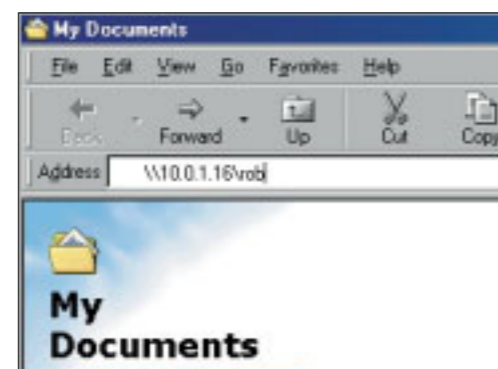 My Documents
File Edit View Go Favorites Help
Back Forward Up Cut Copy
Address \\10.0.1.16\rob
My
Documents